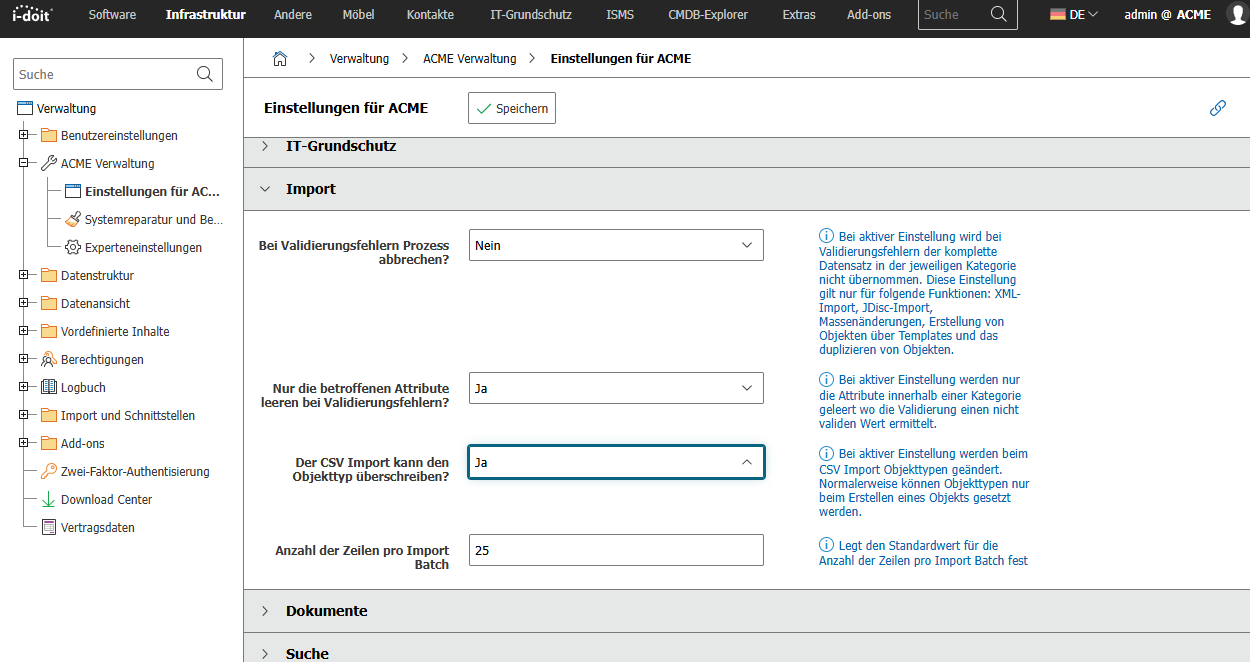 i-doit Software Infrastruktur Andere Möbel Kontakte IT-Grundschutz ISMS CMDB-Explorer Extras Add-ons Suche DE admin @ ACME
Suche
Verwaltung
Benutzereinstellungen
ACME Verwaltung
Einstellungen für AC...
Systemreparatur und Be...
Experteneinstellungen
Datenstruktur
Datenansicht
Vordefinierte Inhalte
Berechtigungen
Logbuch
Import und Schnittstellen
Add-ons
Zwei-Faktor-Authentisierung
Download Center
Vertragsdaten
Verwaltung ACME Verwaltung Einstellungen für ACME
Einstellungen für ACME Speichern
IT-Grundschutz
Import
Bei Validierungsfehlern Prozess
abbrechen?
Nein
Bei aktiver Einstellung wird bei
Validierungsfehlern der komplette
Datensatz in der jeweiligen Kategorie
nicht übernommen. Diese Einstellung
gilt nur für folgende Funktionen: XML-
Import, JDisc-Import,
Massenänderungen, Erstellung von
Objekten über Templates und das
duplizieren von Objekten.
Nur die betroffenen Attribute
leeren bei Validierungsfehlern?
Ja
Bei aktiver Einstellung werden nur
die Attribute innerhalb einer Kategorie
geleert wo die Validierung einen nicht
validen Wert ermittelt.
Der CSV Import kann den
Objekttyp überschreiben?
Ja
Bei aktiver Einstellung werden beim
CSV Import Objekttypen geändert.
Normalerweise können Objekttypen nur
beim Erstellen eines Objekts gesetzt
werden.
Anzahl der Zeilen pro Import
Batch
25
Legt den Standardwert für die
Anzahl der Zeilen pro Import Batch fest
Dokumente
Suche